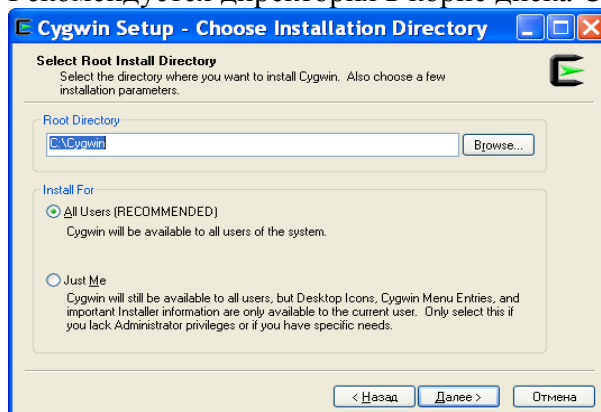 Рекомендуется директория в корне диска C
Cygwin Setup - Choose Installation Directory
Select Root Install Directory
Select the directory where you want to install Cygwin. Also choose a few
installation parameters.
Root Directory
C:\Cygwin
Browse...
Install For
All Users (RECOMMENDED)
Cygwin will be available to all users of the system.
Just Me
Cygwin will still be available to all users, but Desktop Icons, Cygwin Menu Entries, and
important Installer information are only available to the current user. Only select this if
you lack Administrator privileges or if you have specific needs.
< Назад Далее > Отмена